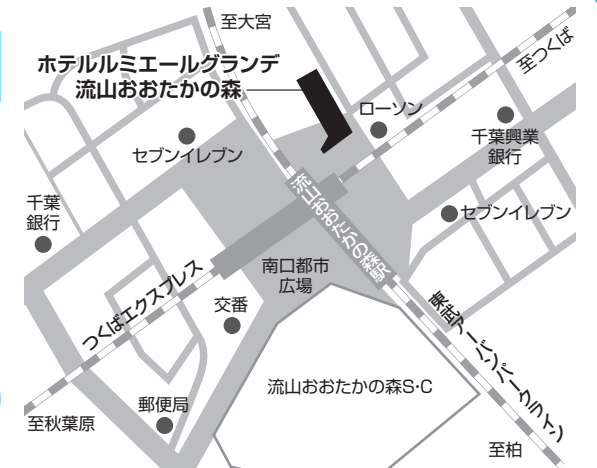 至大宮
ホテルルミエールグランデ
流山おおたかの森
至つくば
ローソン
千葉興業
銀行
セブンイレブン
千葉
銀行
流山おおたかの森駅
セブンイレブン
南口都市
広場
つくばエクスプレス
交番
東武アーバンパークライン
流山おおたかの森S・C
郵便局
至秋葉原
至柏